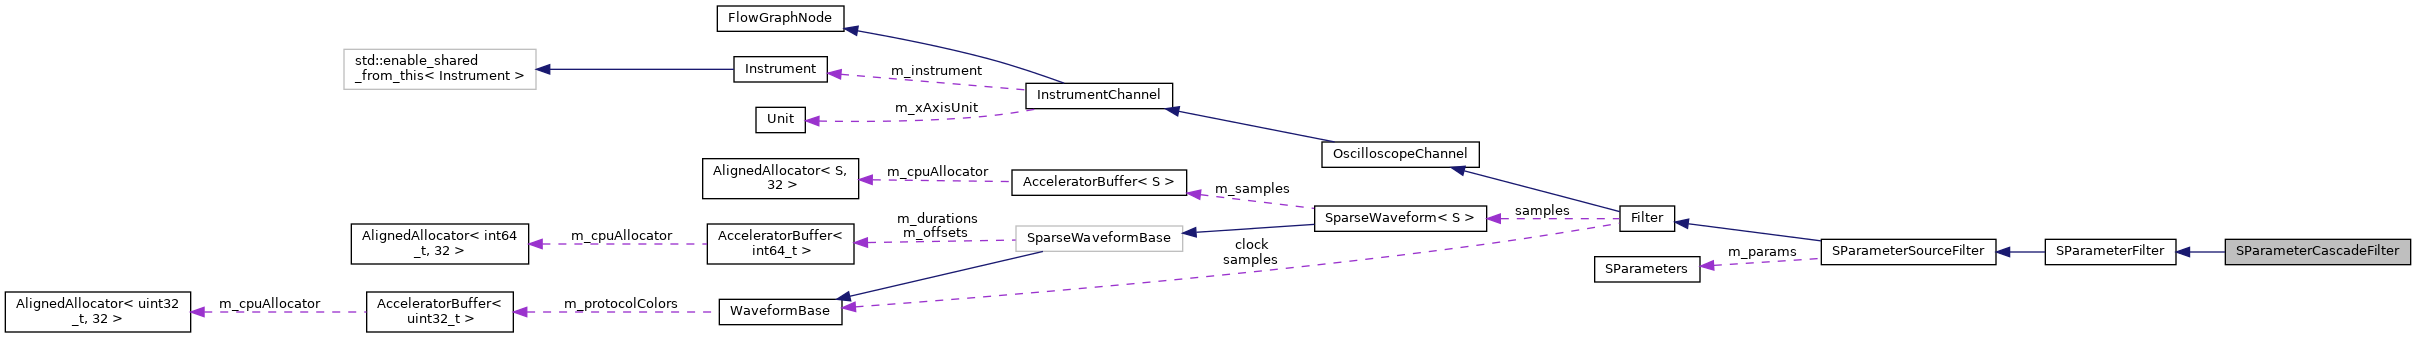 FlowGraphNode
std::enable_shared
_from_this< Instrument >
Instrument
m_instrument
InstrumentChannel
m_xAxisUnit
Unit
OscilloscopeChannel
AlignedAllocator< S,
32 >
m_cpuAllocator
AcceleratorBuffer< S >
m_samples
SparseWaveform< S >
samples
Filter
AlignedAllocator< int64
_t, 32 >
m_cpuAllocator
AcceleratorBuffer<
int64_t >
m_durations
m_offsets
SparseWaveformBase
clock
samples
SParameters
m_params
SParameterSourceFilter
SParameterFilter
SParameterCascadeFilter
AlignedAllocator< uint32
_t, 32 >
m_cpuAllocator
AcceleratorBuffer<
uint32_t >
m_protocolColors
WaveformBase